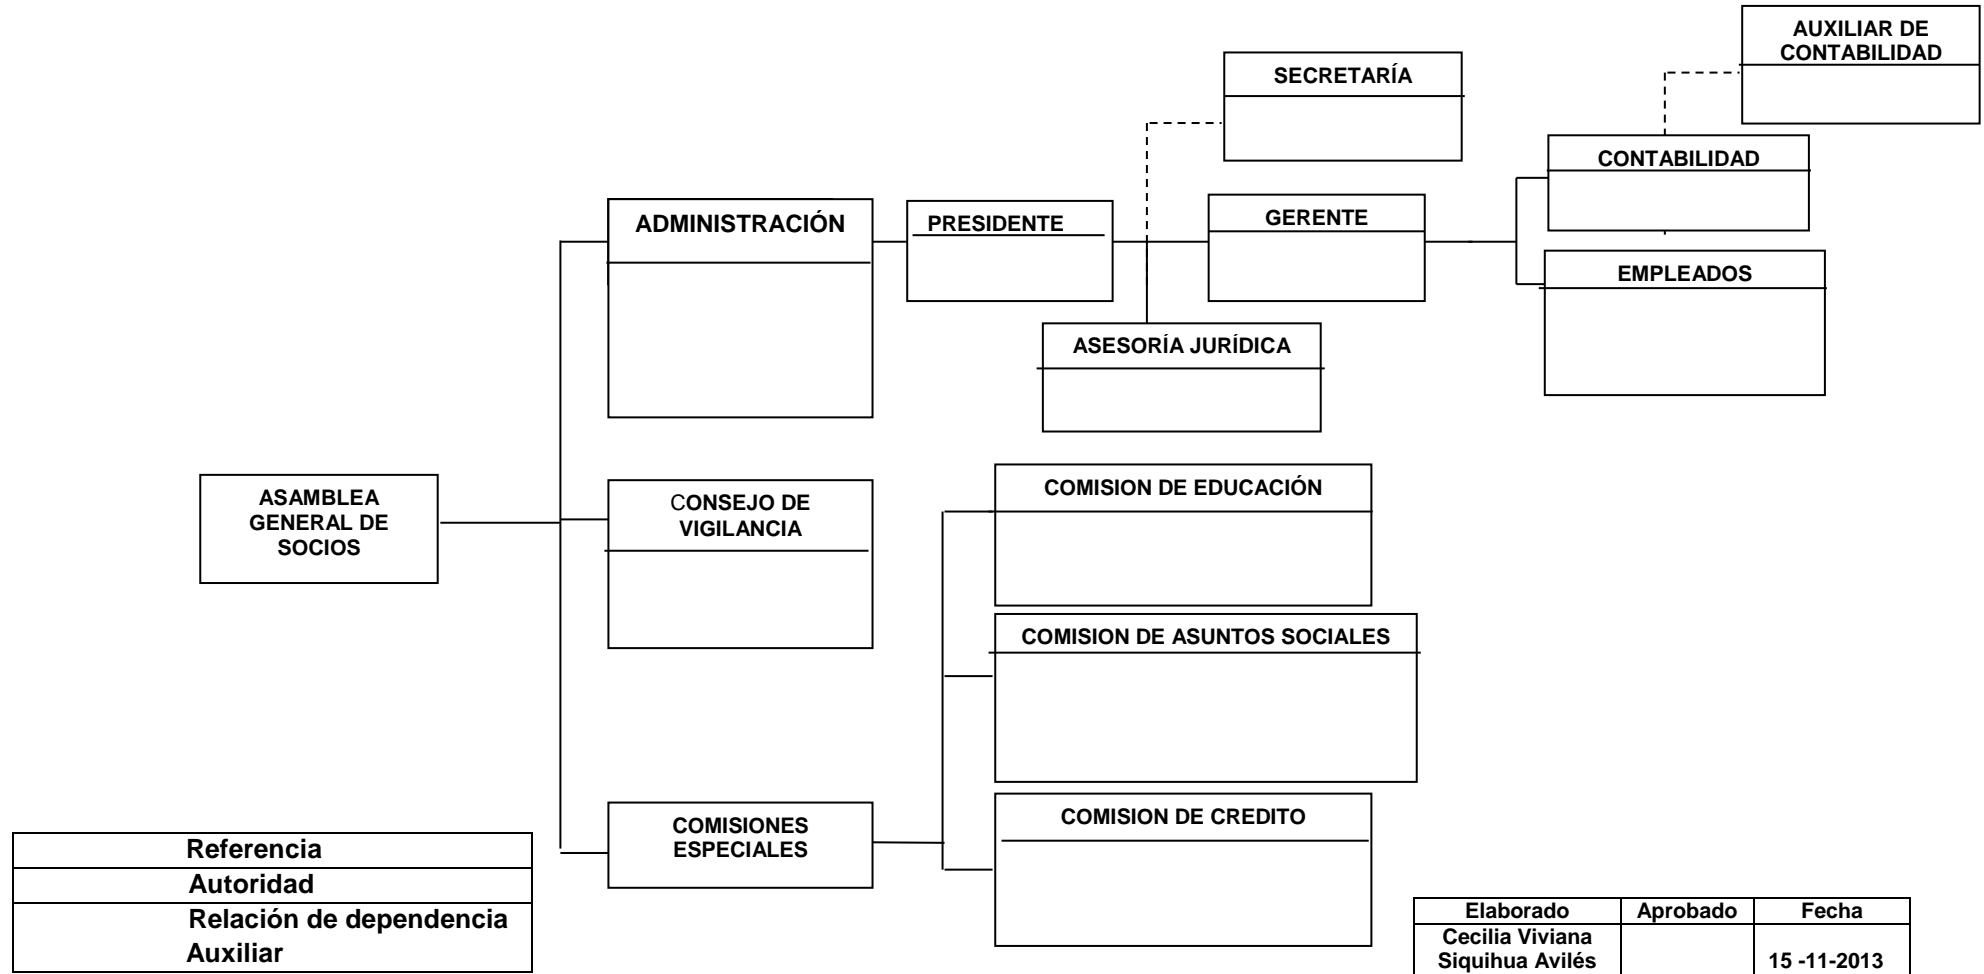 AUXILIAR DE
CONTABILIDAD
SECRETARÍA
CONTABILIDAD
ADMINISTRACIÓN
PRESIDENTE
GERENTE
EMPLEADOS
ASESORÍA JURÍDICA
ASAMBLEA
GENERAL DE
SOCIOS
CONSEJO DE
VIGILANCIA
COMISION DE EDUCACIÓN
COMISION DE ASUNTOS SOCIALES
COMISIONES
ESPECIALES
COMISION DE CREDITO
Referencia
Autoridad
Relación de dependencia
Auxiliar
Elaborado Aprobado Fecha
Cecilia Viviana
Siquihua Avilés 15 -11-2013